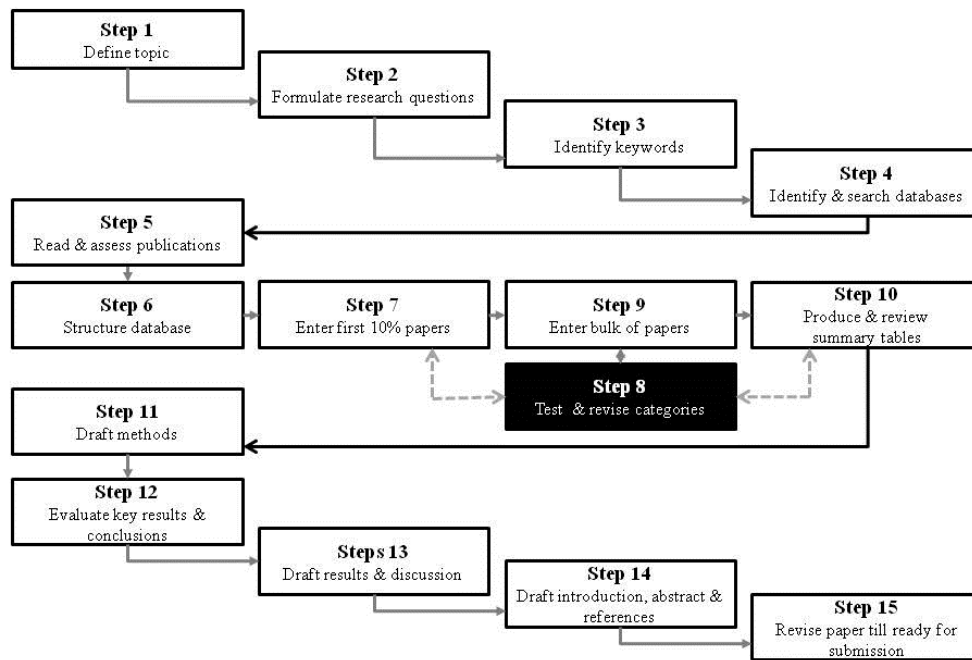 Step 1
Define topic
Step 2
Formulate research questions
Step 3
Identify keywords
Step 4
Identify & search databases
Step 5
Read & assess publications
Step 6
Structure database
Step 7
Enter first 10% papers
Step 9
Enter bulk of papers
Step 10
Produce & review
summary tables
Step 8
Test & revise categories
Step 11
Draft methods
Step 12
Evaluate key results &
conclusions
Steps 13
Draft results & discussion
Step 14
Draft introduction, abstract &
references
Step 15
Revise paper till ready for
submission